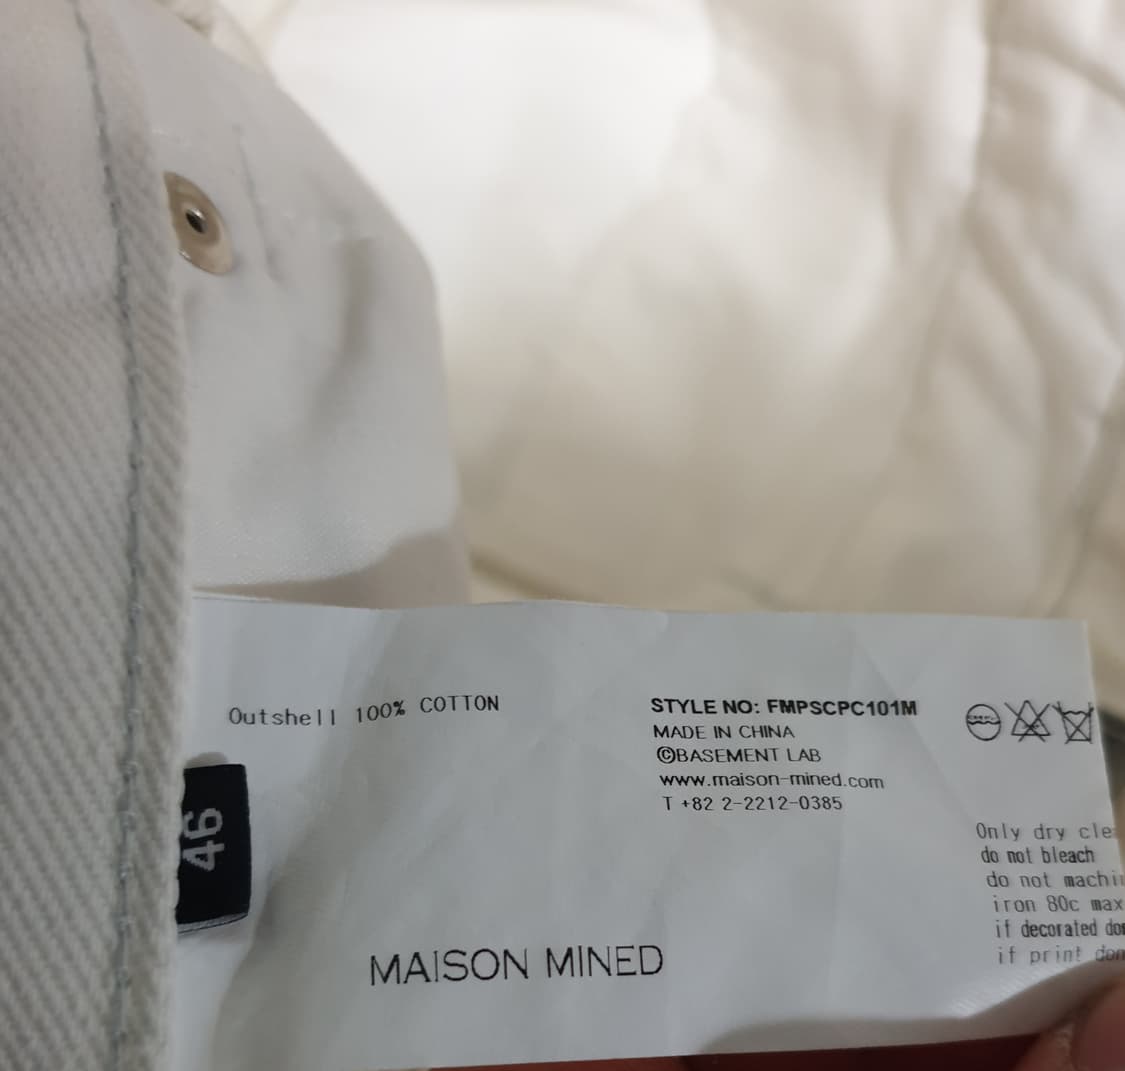 Outshell 100% COTTON
46
MAISON MINED
STYLE NO: FMPSCPC101M
MADE IN CHINA
©BASEMENT LAB
www.maison-mined.com
T +82 2-2212-0385
Only dry
do not bleach
do not
iron 80c max
if decorated
if print